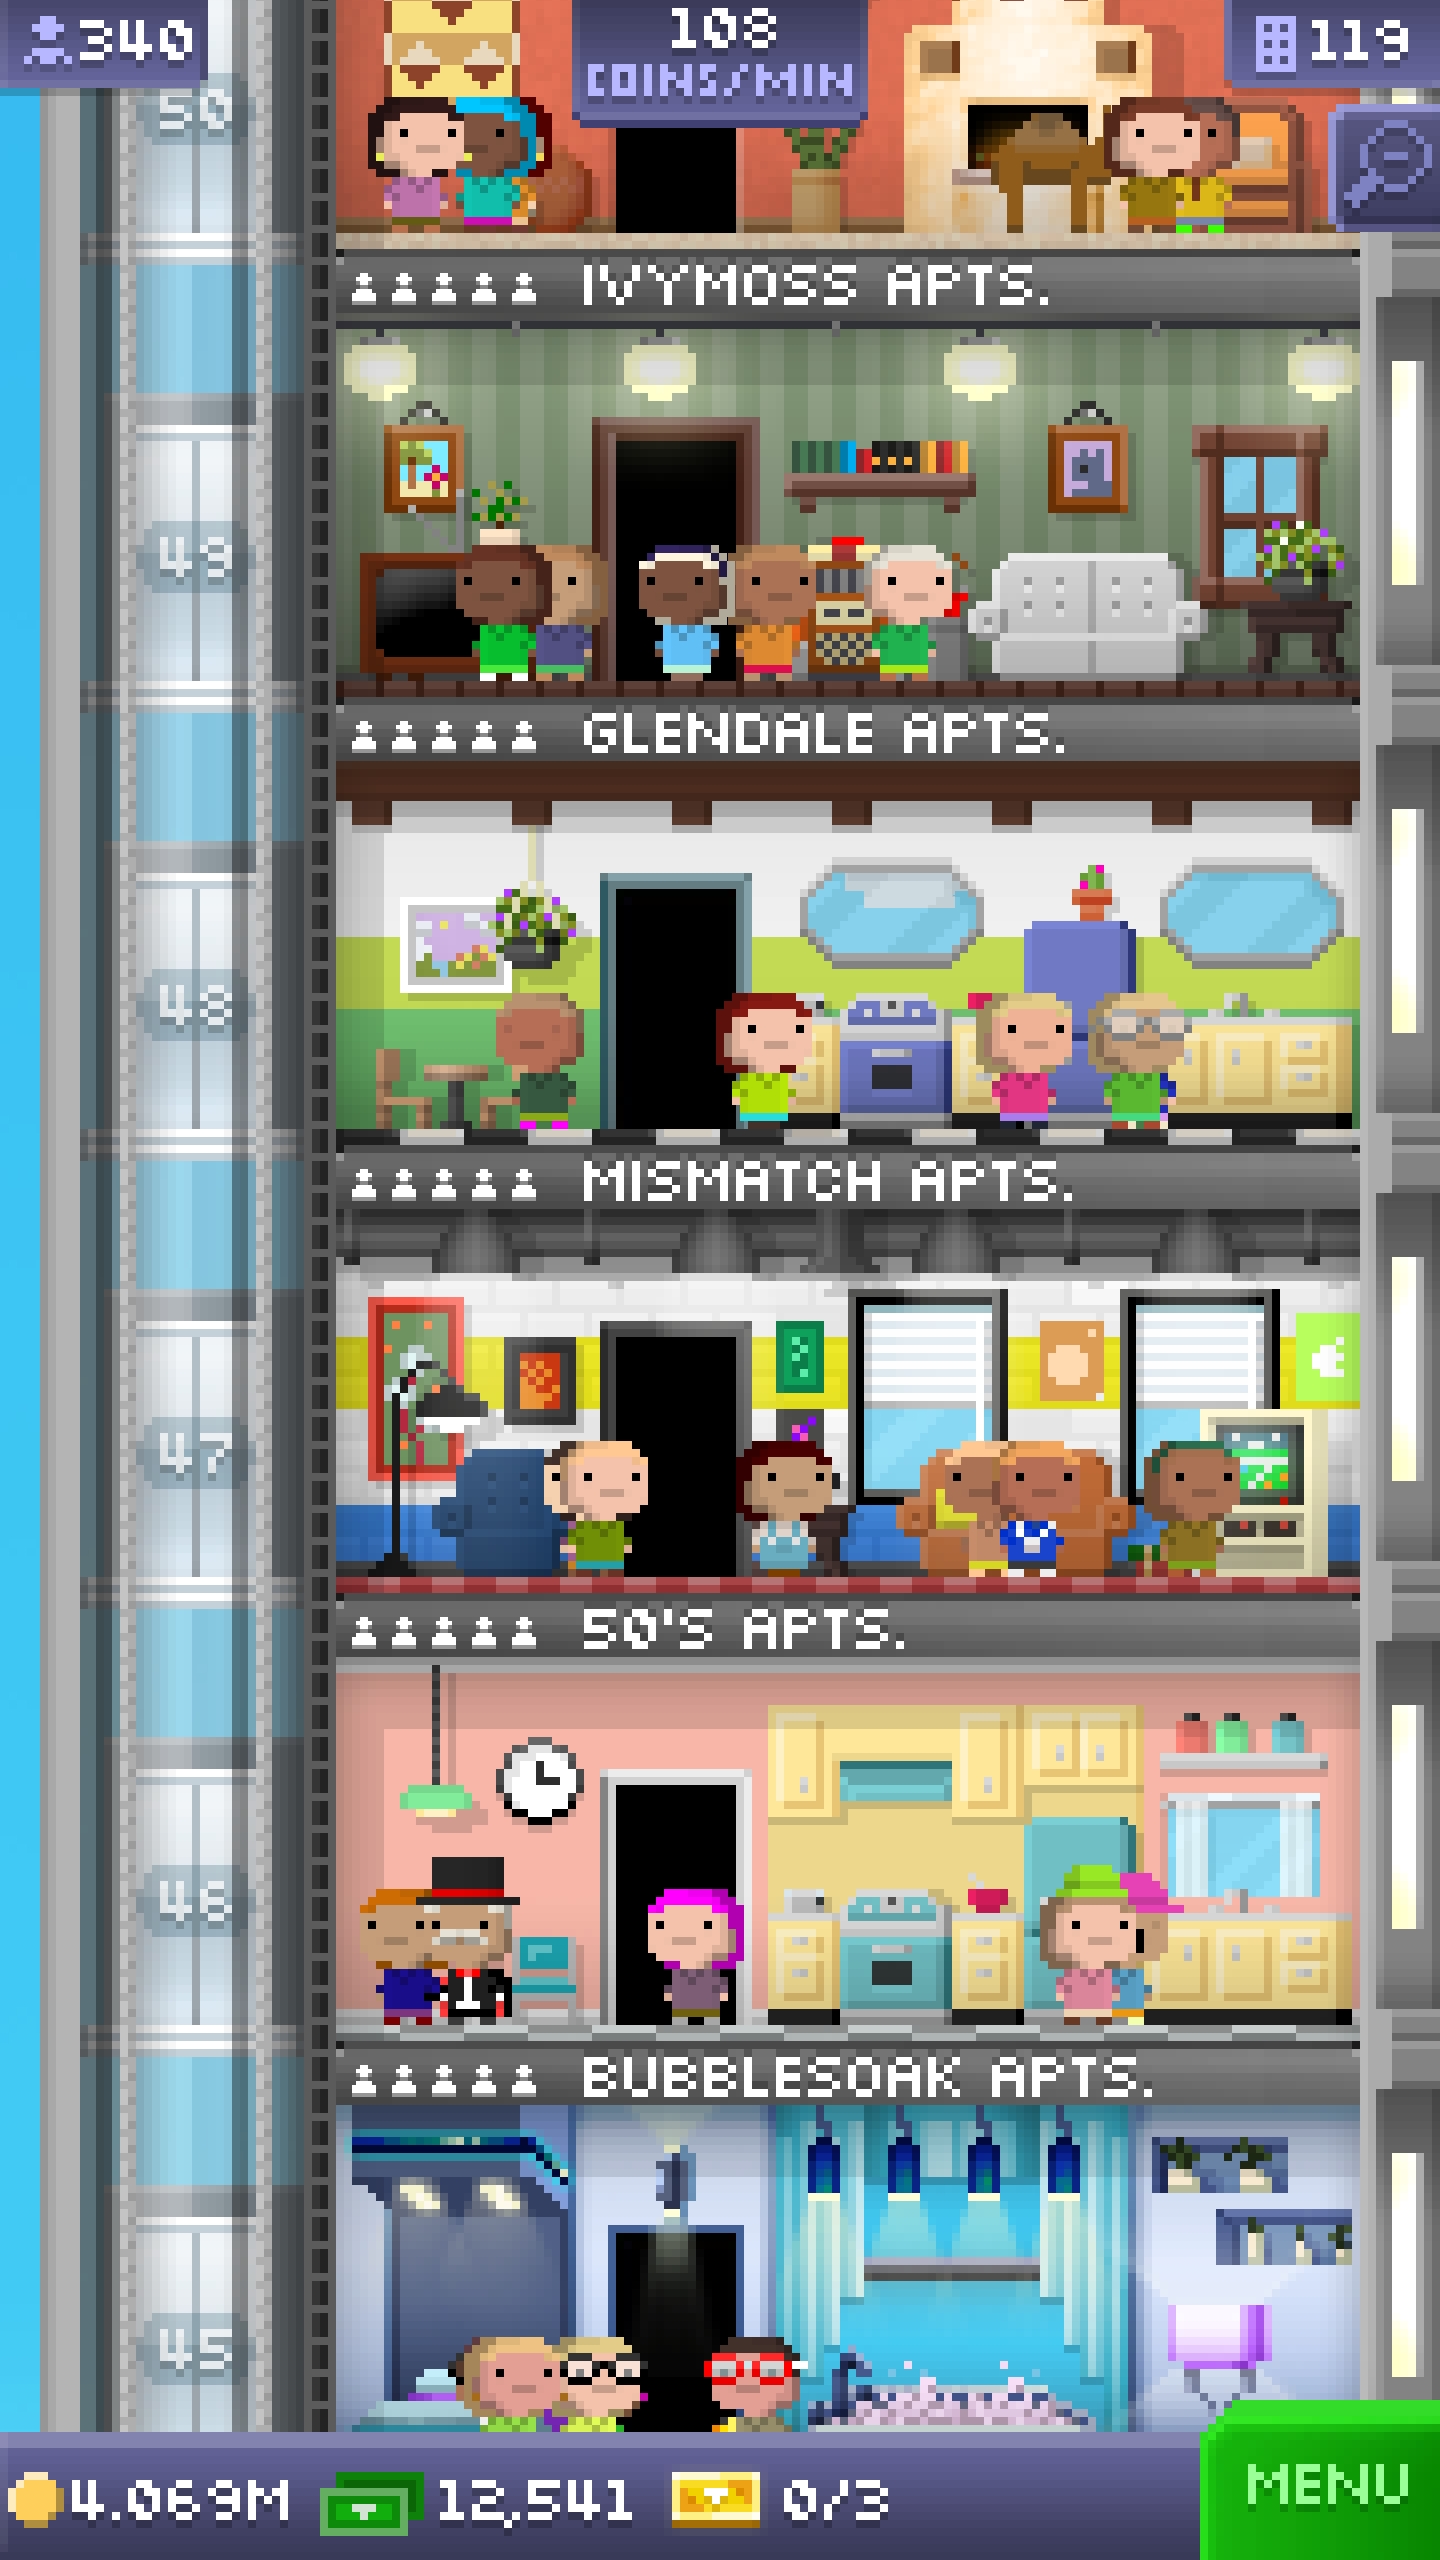 340
108
COINS/MIN
119
50
IVYMOSS APTS.
49
GLENDALE APTS.
48
MISMATCH APTS.
47
50'S APTS.
46
BUBBLESOAK APTS.
45
4.069M
12,541
0/3
MENU